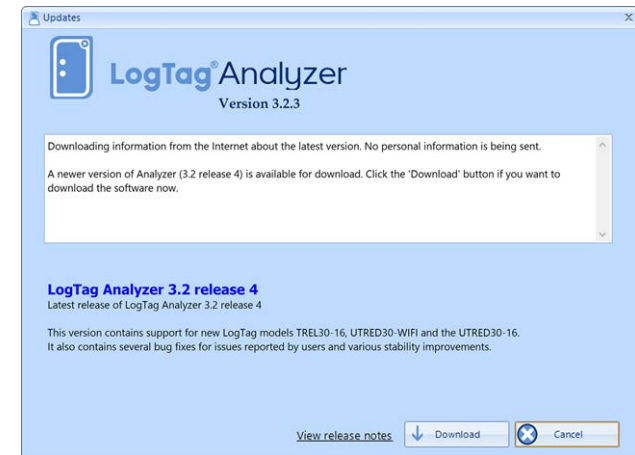 Updates
LogTag® Analyzer
Version 3.2.3
Downloading information from the Internet about the latest version. No personal information is being sent.
A newer version of Analyzer (3.2 release 4) is available for download. Click the 'Download' button if you want to
download the software now.
LogTag Analyzer 3.2 release 4
Latest release of LogTag Analyzer 3.2 release 4
This version contains support for new LogTag models TREL30-16, UTRED30-WIFI and the UTRED30-16.
It also contains several bug fixes for issues reported by users and various stability improvements.
View release notes
Download
Cancel